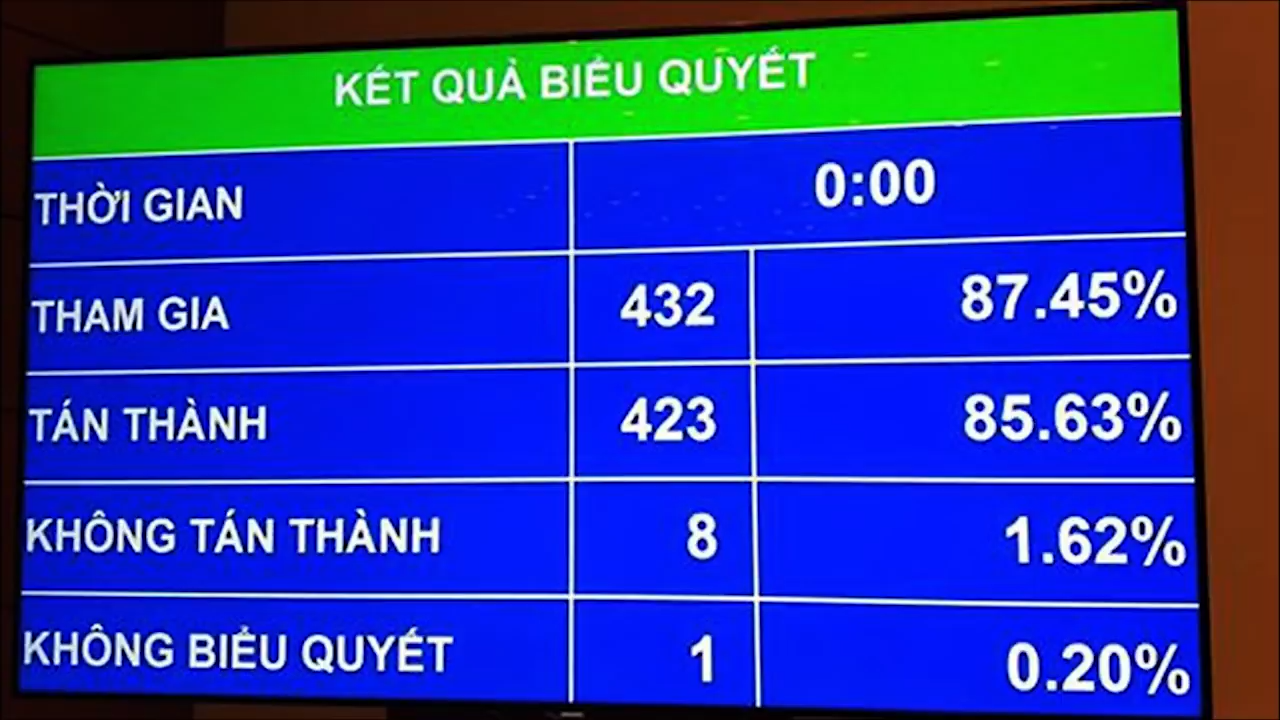 KẾT QUẢ BIỂU QUYẾT
THỜI GIAN 0:00
THAM GIA 432 87.45%
TÁN THÀNH 423 85.63%
KHÔNG TÁN THÀNH 8 1.62%
KHÔNG BIỂU QUYẾT 1 0.20%